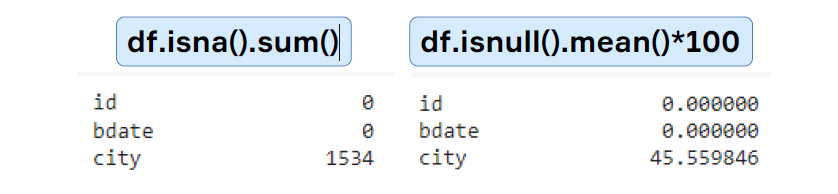 df.isna().sum()
df.isnull().mean()*100
id 0
bdate 0
city 1534
id 0.000000
bdate 0.000000
city 45.559846